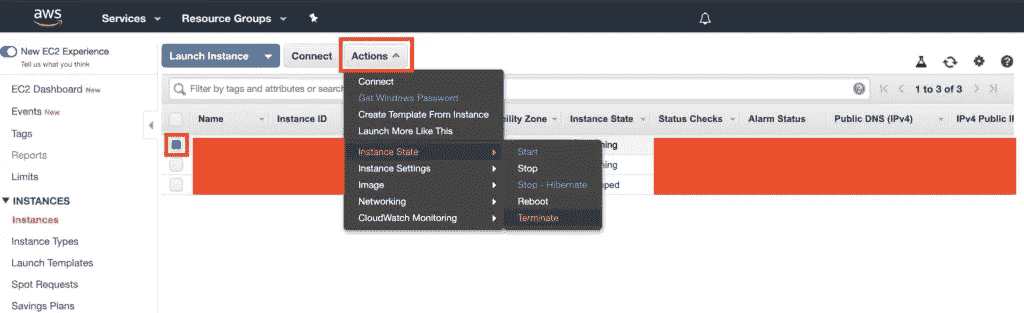 aws Services Resource Groups
New EC2 Experience
Tell us what you think
EC2 Dashboard New
Events New
Tags
Reports
Limits
INSTANCES
Instances
Instance Types
Launch Templates
Spot Requests
Savings Plans
Launch Instance Connect Actions
Filter by tags and attributes or searc
1 to 3 of 3
Name Instance ID bility Zone Instance State Status Checks Alarm Status Public DNS (IPv4) IPv4 Public IP
ning
ning
pped
Connect
Get Windows Password
Create Template From Instance
Launch More Like This
Instance State
Instance Settings
Image
Networking
CloudWatch Monitoring
Start
Stop
Stop - Hibernate
Reboot
Terminate